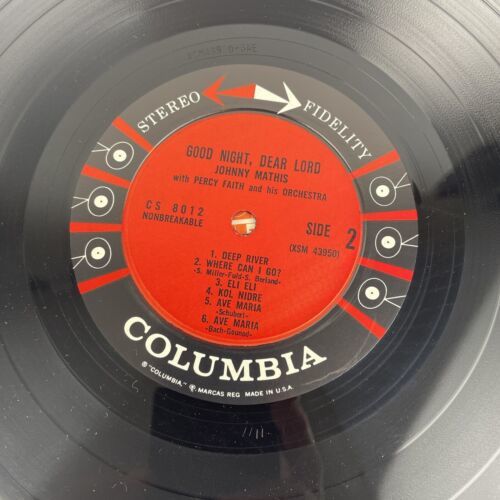 STEREO FIDELITY
GOOD NIGHT, DEAR LORD
JOHNNY MATHIS
with PERCY FAITH and his ORCHESTRA
CS 8012
NONBREAKABLE
SIDE 2
(XSM 43950)
1. DEEP RIVER
2. WHERE CAN I GO?
-S. Miller-Fuld-S. Berland-
3. ELI ELI
4. KOL NIDRE
5. AVE MARIA
-Schubert-
6. AVE MARIA
-Bach-Gounod-
COLUMBIA
® "COLUMBIA," ℗, MARCAS REG MADE IN U.S.A.